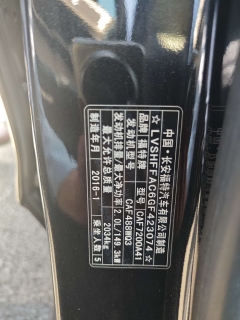 中国·长安福特汽车有限公司制造
★LVSHFFAC6GF423074★
品牌 福特牌 整车型号 CAF7200A41
发动机型号 CAF488WQ3
发动机排量/最大净功率 2.0L/149.3kW
最大允许总质量 2034kg
制造年月 2016-1 乘坐人数 5